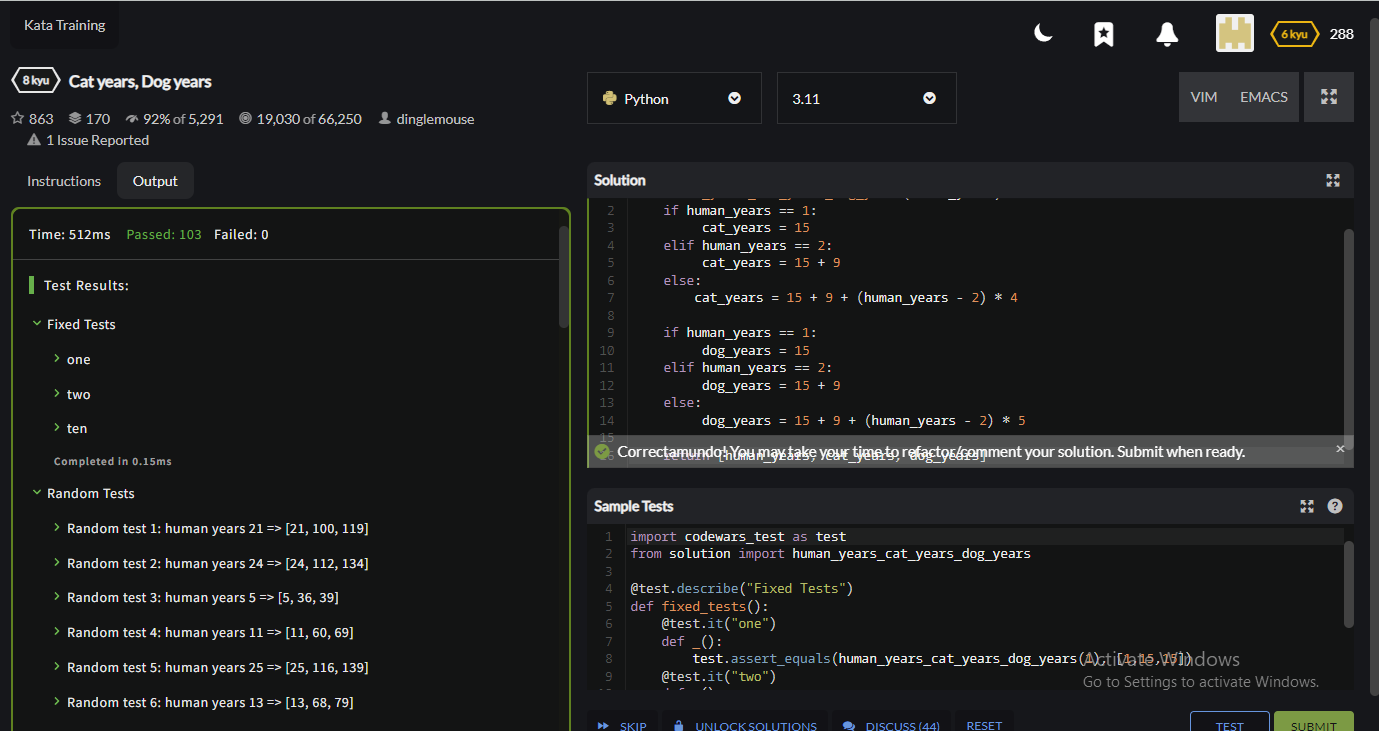 Kata Training
6 kyu 288
8 kyu Cat years, Dog years
863 170 92% of 5,291 19,030 of 66,250 dinglemouse
1 Issue Reported
Instructions Output
Time: 512ms Passed: 103 Failed: 0
Test Results:
Fixed Tests
one
two
ten
Completed in 0.15ms
Random Tests
Random test 1: human years 21 => [21, 100, 119]
Random test 2: human years 24 => [24, 112, 134]
Random test 3: human years 5 => [5, 36, 39]
Random test 4: human years 11 => [11, 60, 69]
Random test 5: human years 25 => [25, 116, 139]
Random test 6: human years 13 => [13, 68, 79]
Python 3.11 VIM EMACS
Solution
2 if human_years == 1:
3 cat_years = 15
4 elif human_years == 2:
5 cat_years = 15 + 9
6 else:
7 cat_years = 15 + 9 + (human_years - 2) * 4
8
9 if human_years == 1:
10 dog_years = 15
11 elif human_years == 2:
12 dog_years = 15 + 9
13 else:
14 dog_years = 15 + 9 + (human_years - 2) * 5
15
16 return [human_years, cat_years, dog_years]
Correctamundo! You may take your time to refactor/comment your solution. Submit when ready.
Sample Tests
1 import codewars_test as test
2 from solution import human_years_cat_years_dog_years
3
4 @test.describe("Fixed Tests")
5 def fixed_tests():
6 @test.it("one")
7 def _():
8 test.assert_equals(human_years_cat_years_dog_years(1), [1,15,15])
9 @test.it("two")
Activate Windows
Go to Settings to activate Windows.
SKIP UNLOCK SOLUTIONS DISCUSS (44) RESET TEST SUBMIT